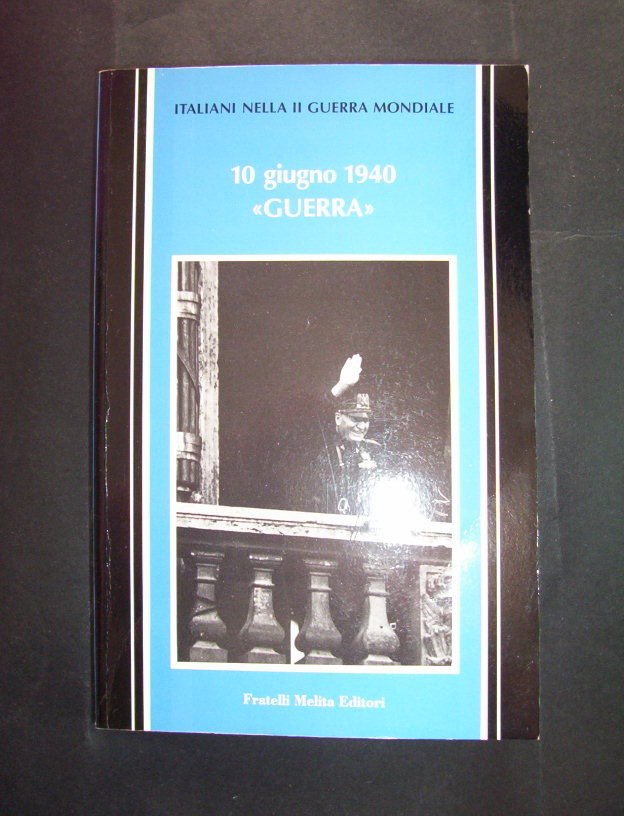 ITALIANI NELLA II GUERRA MONDIALE
10 giugno 1940
«GUERRA»
Fratelli Melita Editori